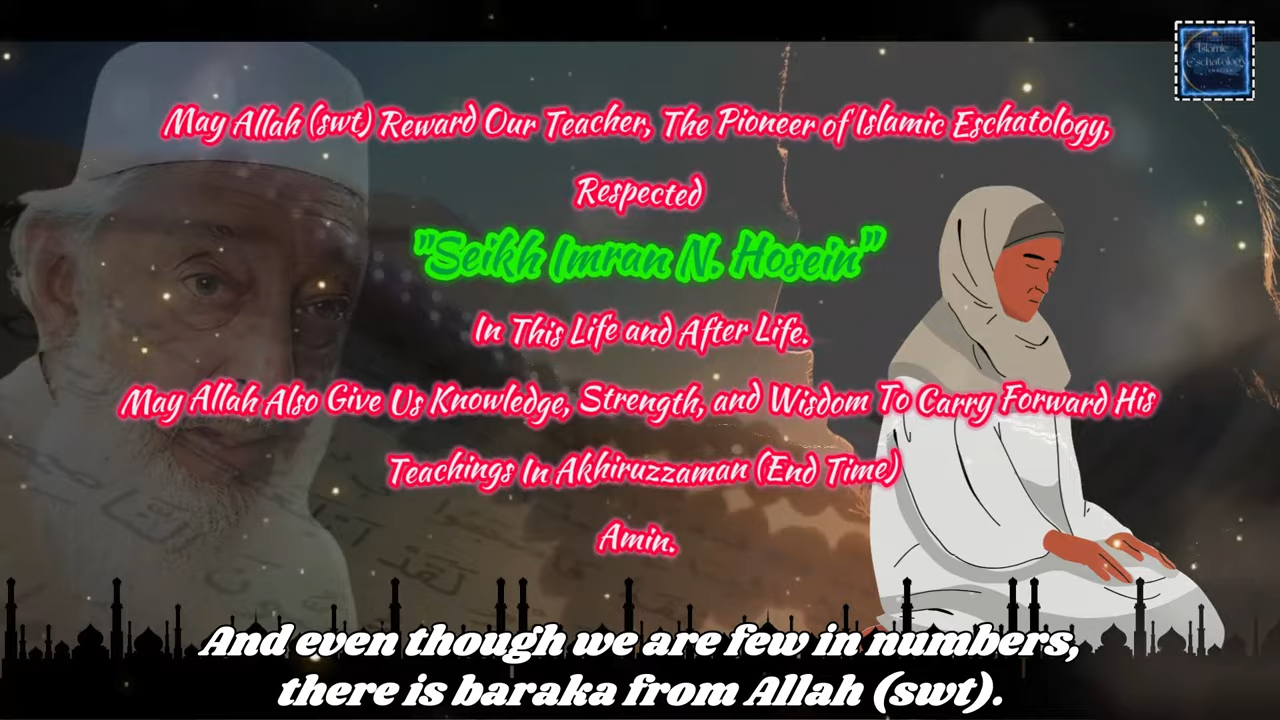 Islamic
Eschatology
May Allah (swt) Reward Our Teacher, The Pioneer of Islamic Eschatology,
Respected
"Seikh Imran N. Hosein"
In This Life and After Life.
May Allah Also Give Us Knowledge, Strength, and Wisdom To Carry Forward His
Teachings In Akhiruzzaman (End Time)
Amin.
And even though we are few in numbers,
there is baraka from Allah (swt).